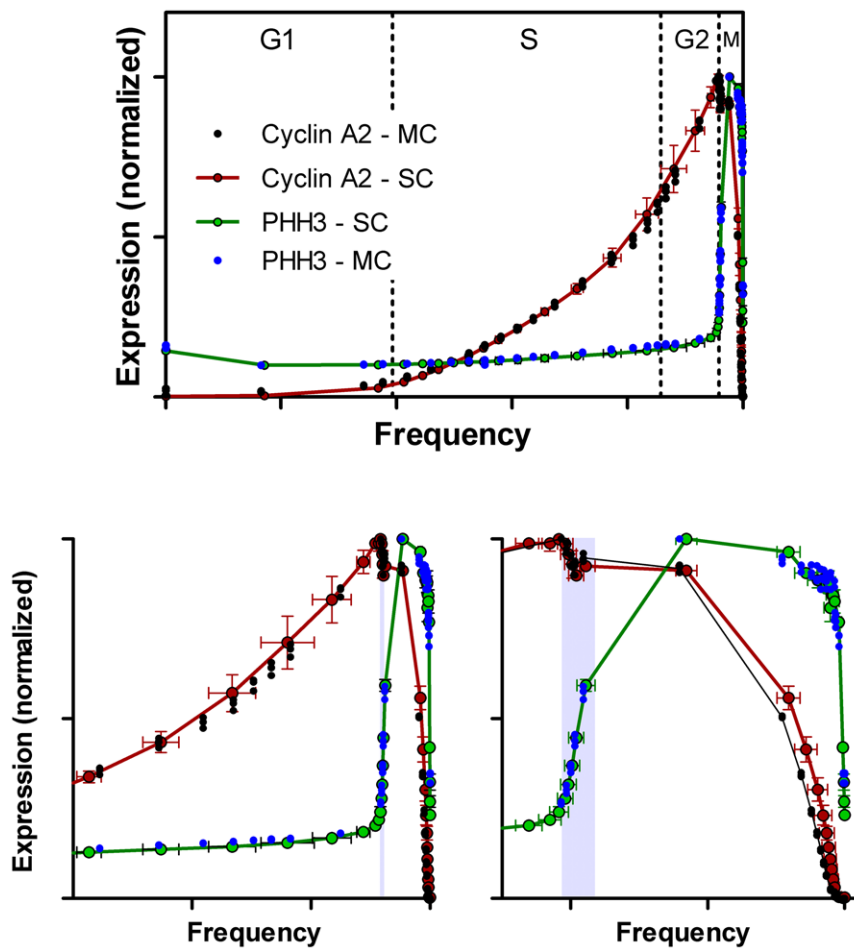 G1 S G2 M
Expression (normalized)
Cyclin A2 - MC
Cyclin A2 - SC
PHH3 - SC
PHH3 - MC
Frequency
Expression (normalized)
Frequency
Frequency